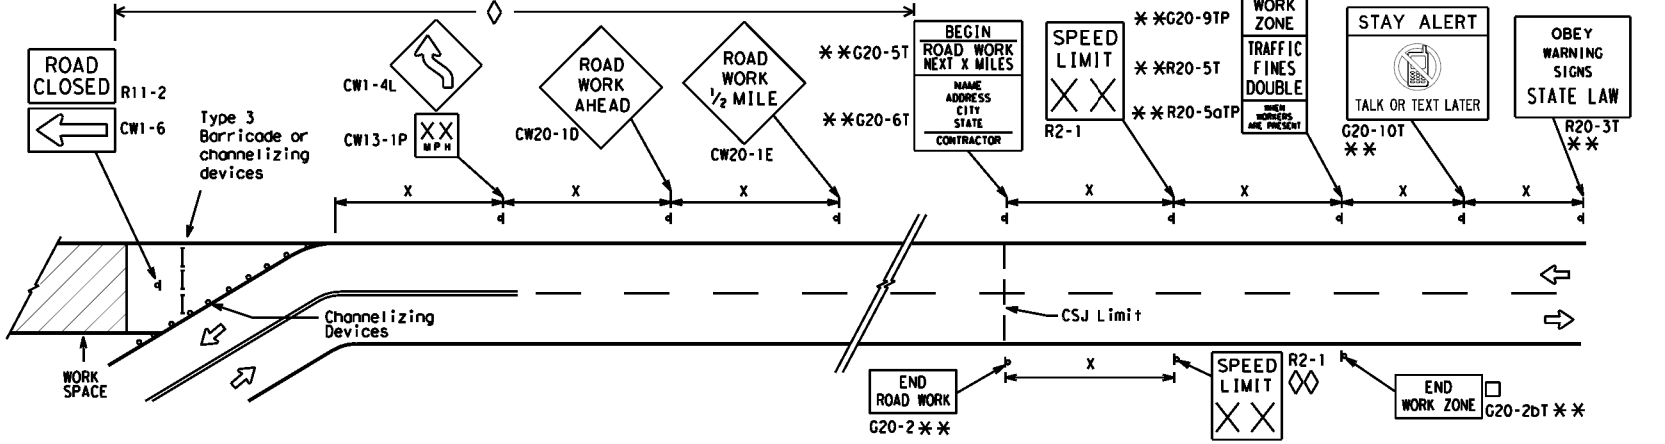 ROAD
CLOSED
R11-2
CW1-6
Type 3
Barricade or
channelizing
devices
CW1-4L
XX
MPH
CW13-1P
ROAD
WORK
AHEAD
CW20-1D
ROAD
WORK
1/2 MILE
CW20-1E
**G20-5T
**G20-6T
BEGIN
ROAD WORK
NEXT X MILES
NAME
ADDRESS
CITY
STATE
CONTRACTOR
SPEED
LIMIT
XX
R2-1
**G20-9TP
**R20-5T
**R20-5aTP
WORK
ZONE
TRAFFIC
FINES
DOUBLE
WHEN
WORKERS
ARE PRESENT
STAY ALERT
TALK OR TEXT LATER
G20-10T
**
OBEY
WARNING
SIGNS
STATE LAW
R20-3T
**
X X X X X X X
Channelizing
Devices
CSJ Limit
WORK
SPACE
END
ROAD WORK
G20-2**
X
SPEED
LIMIT
XX
R2-1
END
WORK ZONE
G20-2bT**